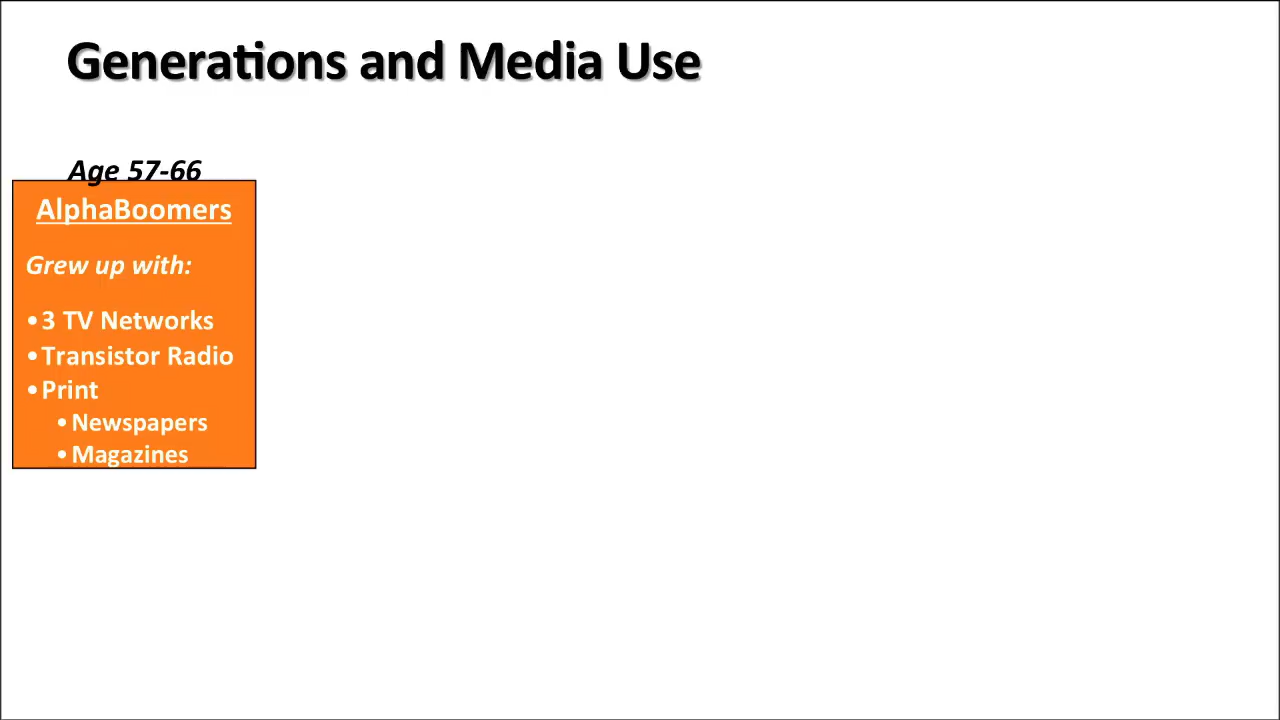 Generations and Media Use
Age 57-66
AlphaBoomers
Grew up with:
•3 TV Networks
•Transistor Radio
•Print
•Newspapers
•Magazines